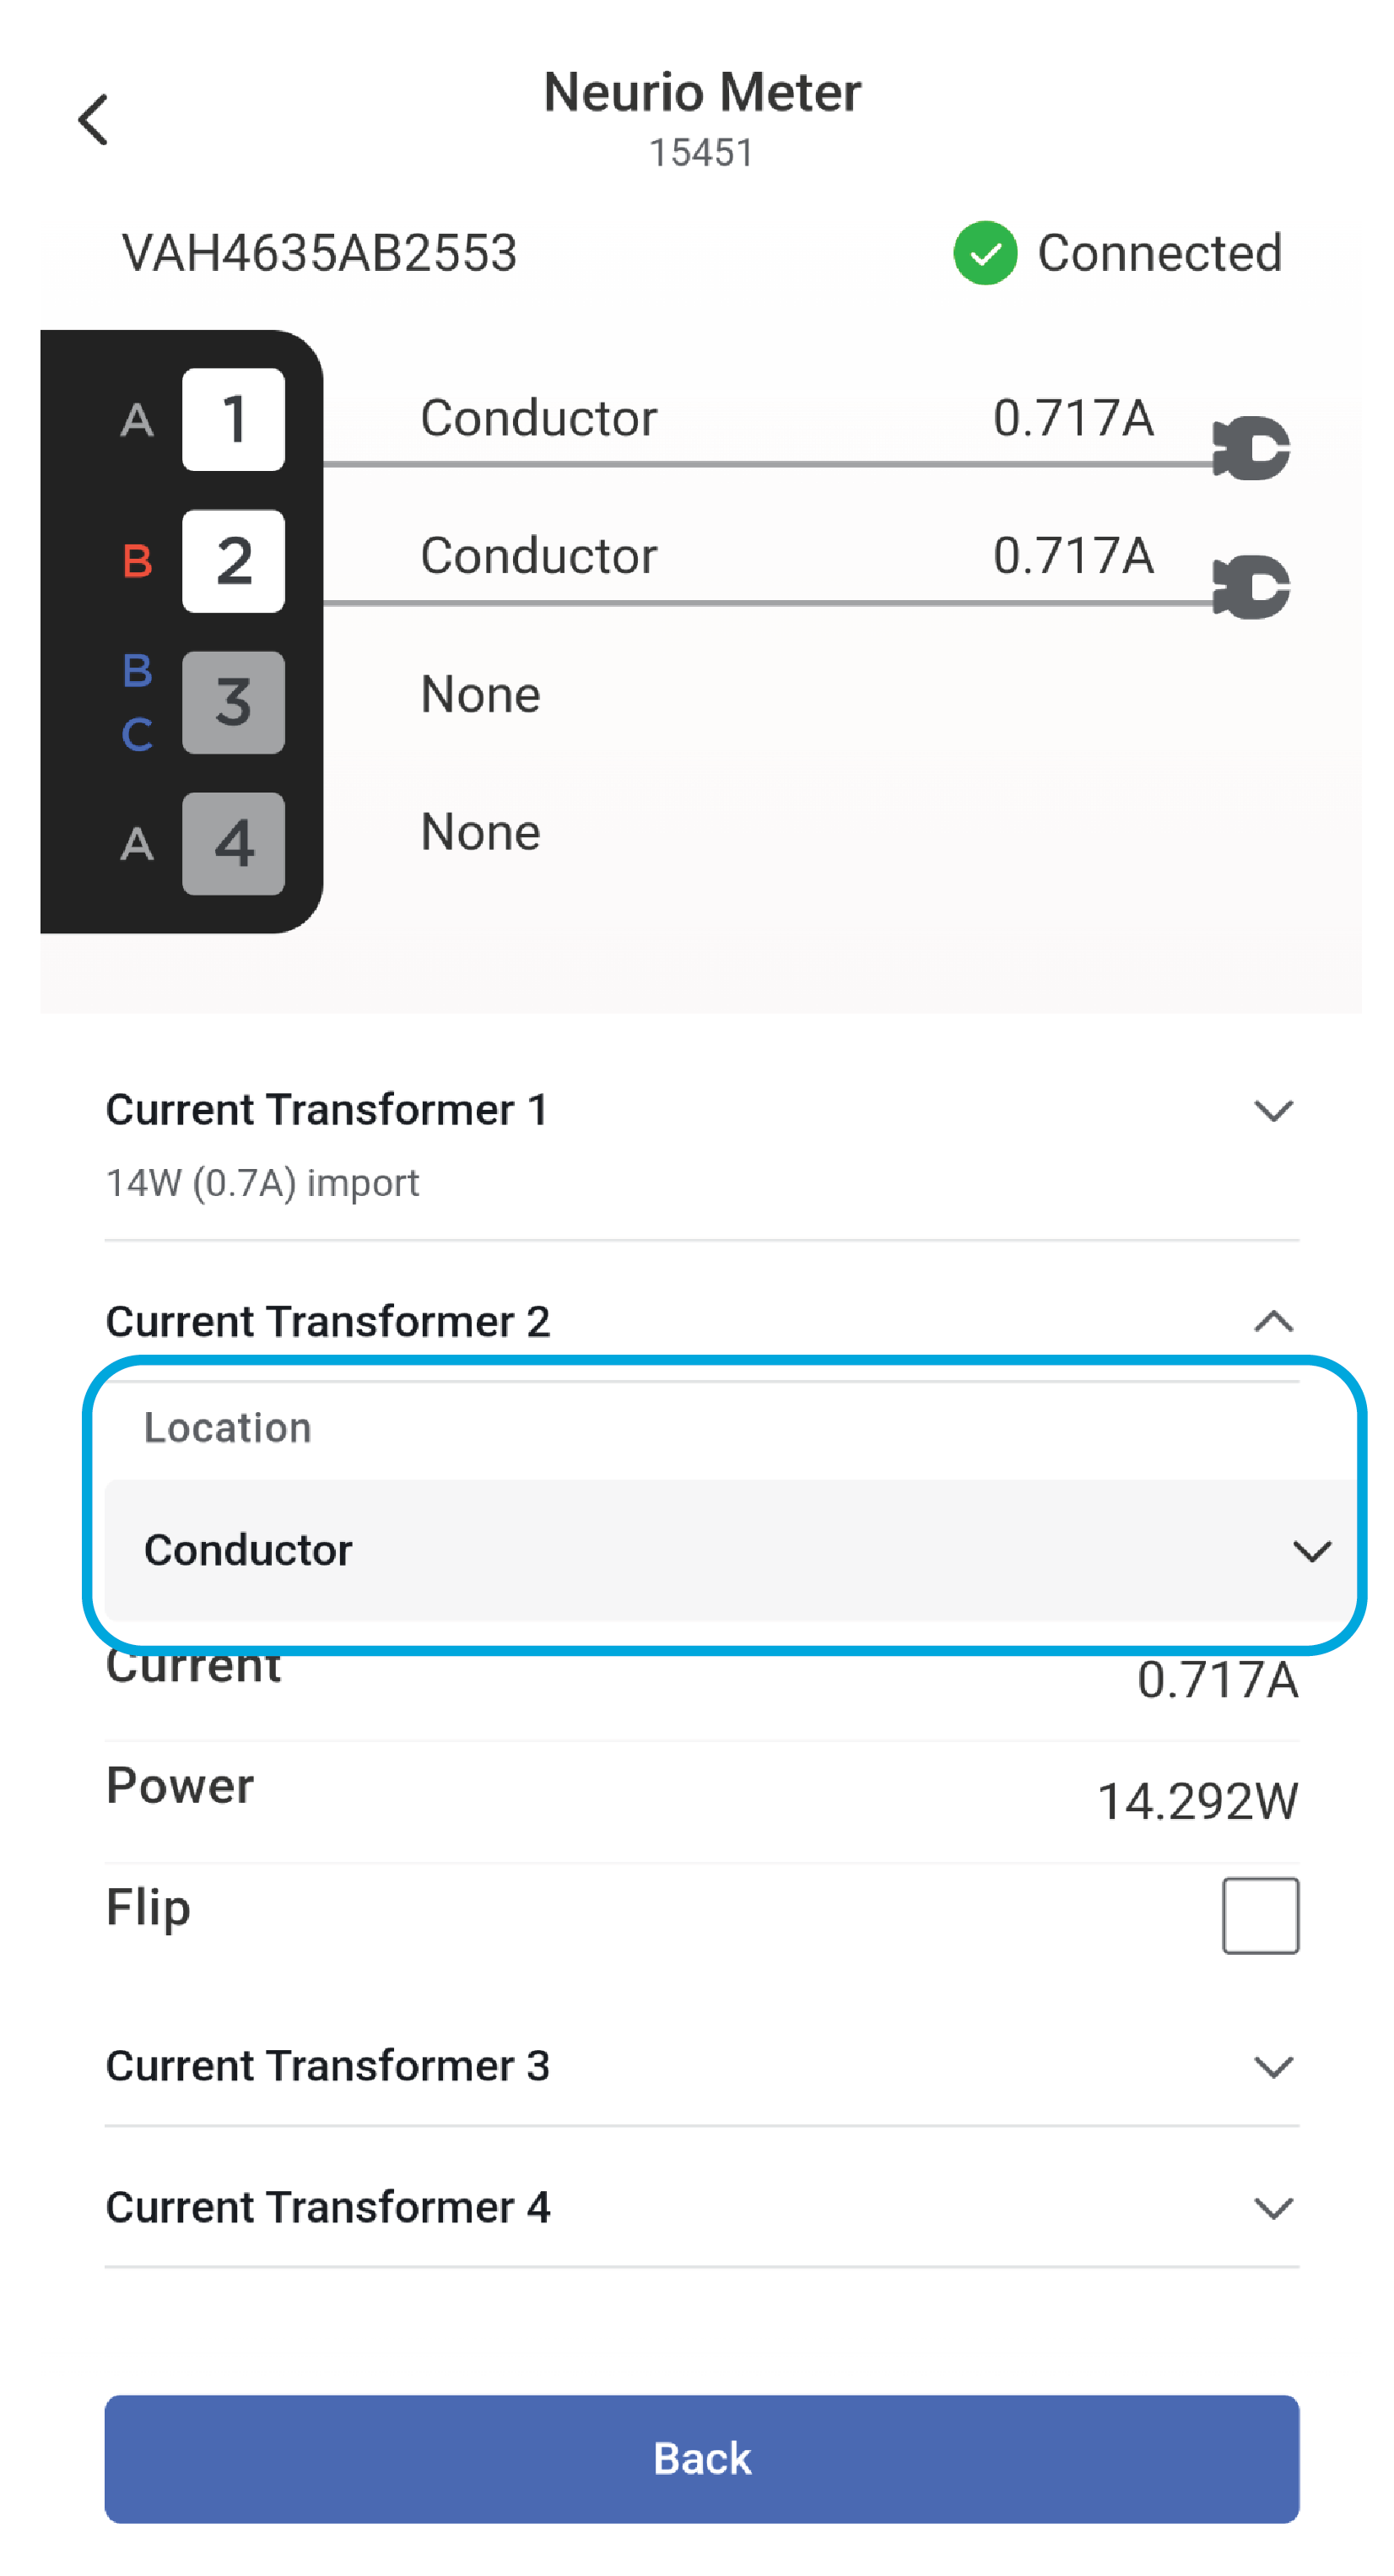 Neurio Meter
15451
VAH4635AB2553 Connected
A 1 Conductor 0.717A
B 2 Conductor 0.717A
B C 3 None
A 4 None
Current Transformer 1
14W (0.7A) import
Current Transformer 2
Location
Conductor
Current 0.717A
Power 14.292W
Flip
Current Transformer 3
Current Transformer 4
Back